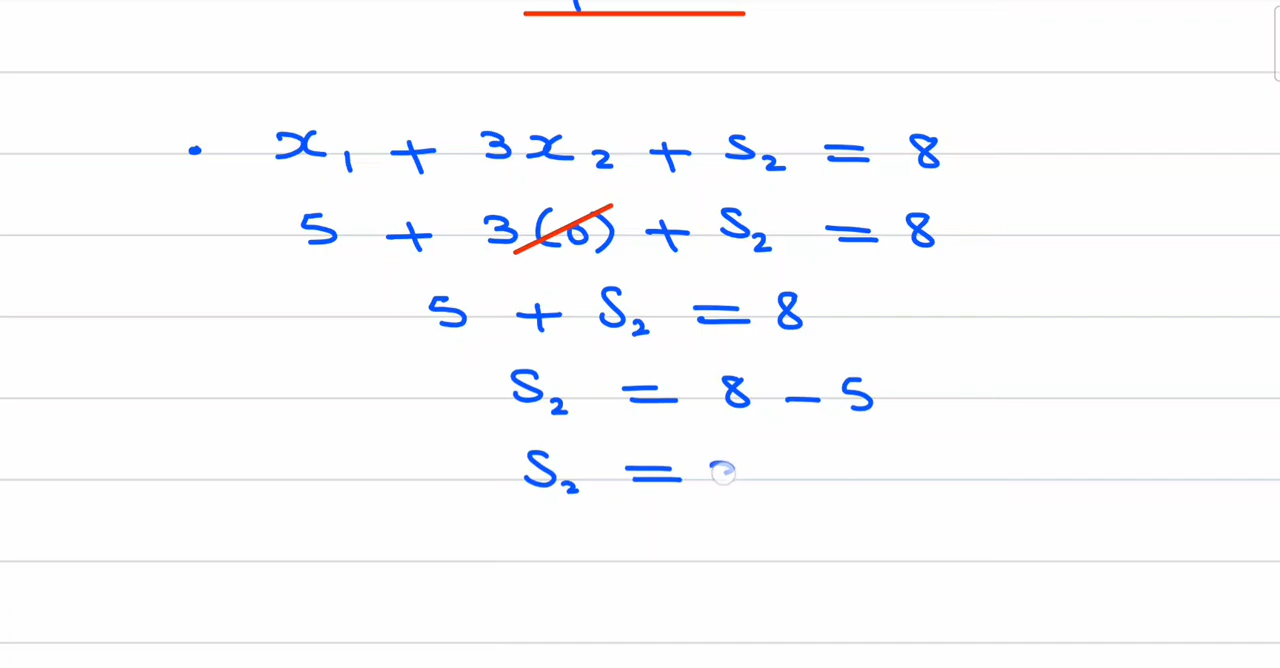 • x₁ + 3x₂ + s₂ = 8
5 + 3(0) + S₂ = 8
5 + S₂ = 8
S₂ = 8 - 5
S₂ =